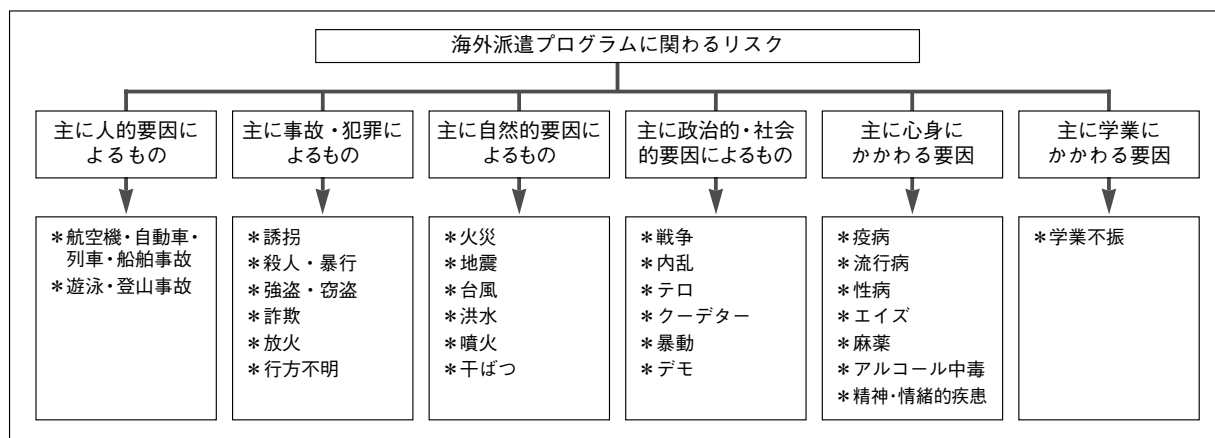 海外派遣プログラムに関わるリスク
主に人的要因に
よるもの
主に事故・犯罪に
よるもの
主に自然的要因に
よるもの
主に政治的・社会
的要因によるもの
主に心身に
かかわる要因
主に学業に
かかわる要因
＊航空機・自動車・
列車・船舶事故
＊遊泳・登山事故
＊誘拐
＊殺人・暴行
＊強盗・窃盗
＊詐欺
＊放火
＊行方不明
＊火災
＊地震
＊台風
＊洪水
＊噴火
＊干ばつ
＊戦争
＊内乱
＊テロ
＊クーデター
＊暴動
＊デモ
＊疫病
＊流行病
＊性病
＊エイズ
＊麻薬
＊アルコール中毒
＊精神・情緒的疾患
＊学業不振